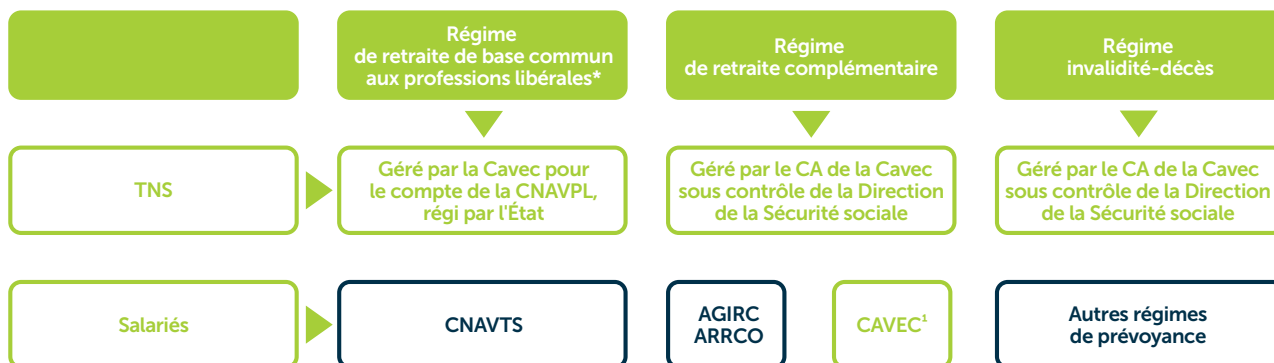 Régime
de retraite de base commun
aux professions libérales*
Régime
de retraite complémentaire
Régime
invalidité-décès
TNS
Géré par la Cavec pour
le compte de la CNAVPL,
régi par l'État
Géré par le CA de la Cavec
sous contrôle de la Direction
de la Sécurité sociale
Géré par le CA de la Cavec
sous contrôle de la Direction
de la Sécurité sociale
Salariés
CNAVTS
AGIRC
ARRCO
CAVEC¹
Autres régimes
de prévoyance